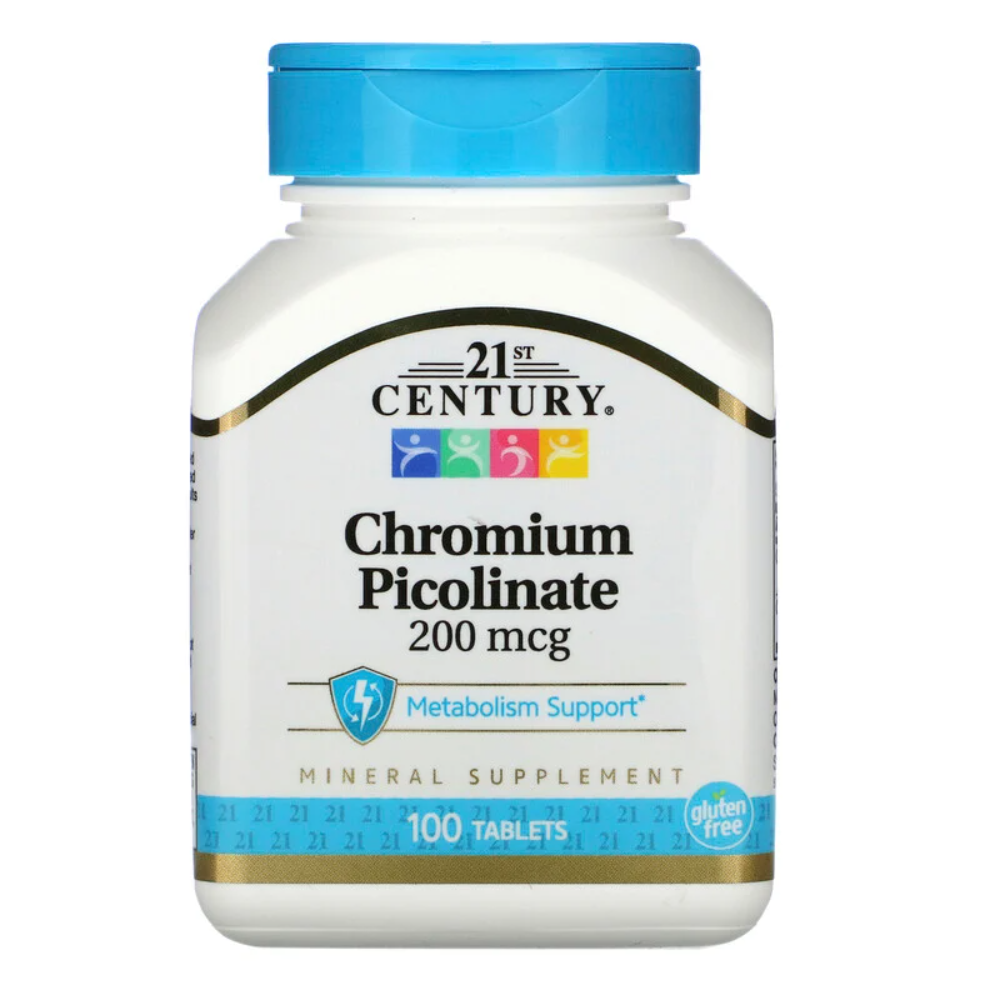 21ST
CENTURY®
Chromium
Picolinate
200 mcg
Metabolism Support*
MINERAL SUPPLEMENT
100 TABLETS
gluten
free